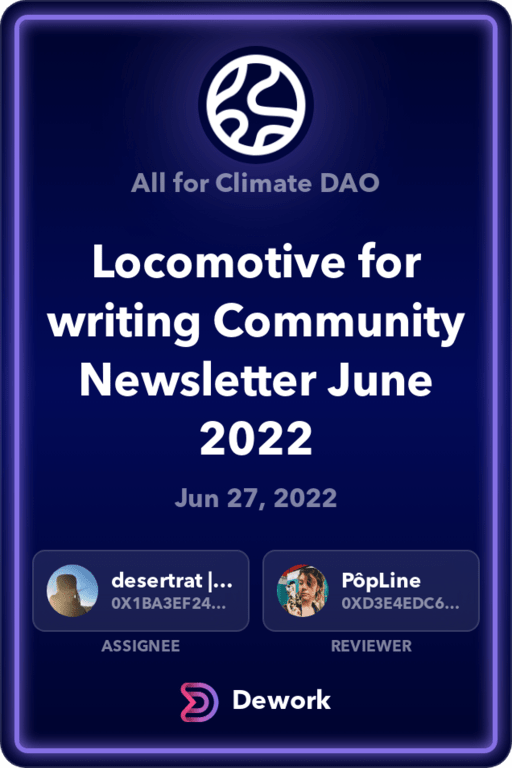 All for Climate DAO
Locomotive for
writing Community
Newsletter June
2022
Jun 27, 2022
desertrat |...
0X1BA3EF24...
ASSIGNEE
PôpLine
0XD3E4EDC6...
REVIEWER
Dework